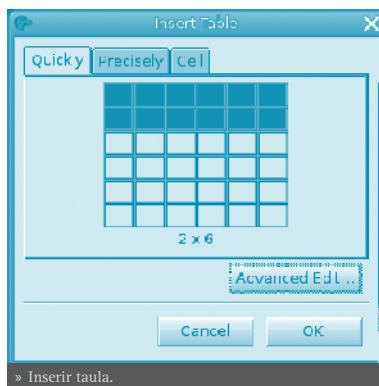 Insert Table
Quickly Precisely Cell
2 x 6
Advanced Edit ...
Cancel OK
» Inserir taula.